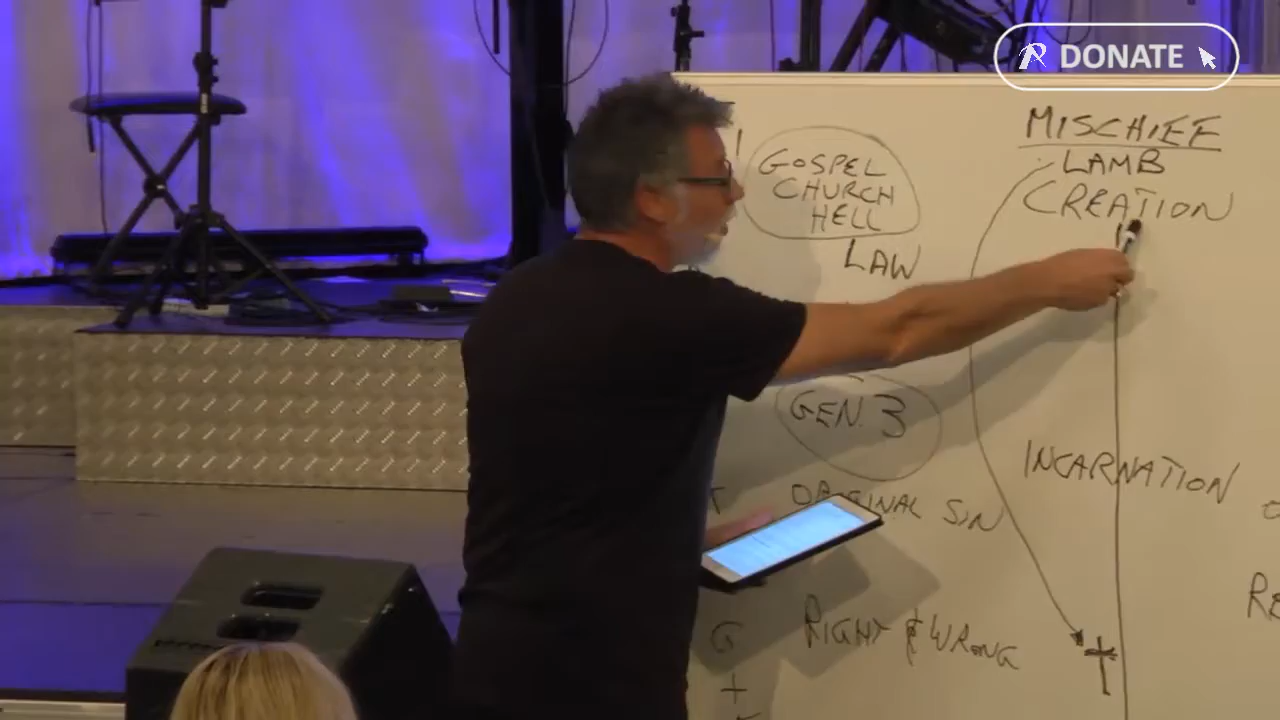 DONATE
MISCHIEF
LAMB
CREATION
GOSPEL
CHURCH
HELL
LAW
GEN. 3
INCARNATION
ORIGINAL SIN
RIGHT & WRONG
G
+